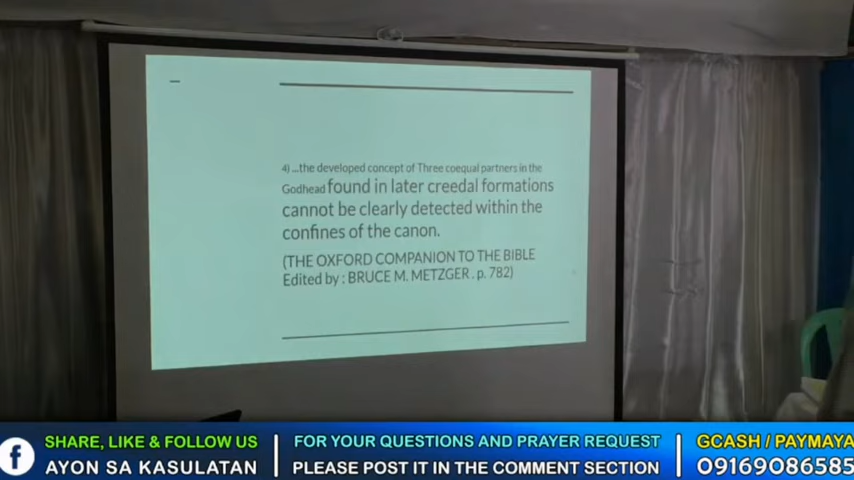 4) ...the developed concept of Three coequal partners in the
Godhead found in later creedal formations
cannot be clearly detected within the
confines of the canon.
(THE OXFORD COMPANION TO THE BIBLE
Edited by : BRUCE M. METZGER . p. 782)
SHARE, LIKE & FOLLOW US
AYON SA KASULATAN
FOR YOUR QUESTIONS AND PRAYER REQUEST
PLEASE POST IT IN THE COMMENT SECTION
GCASH / PAYMAYA
09169086585